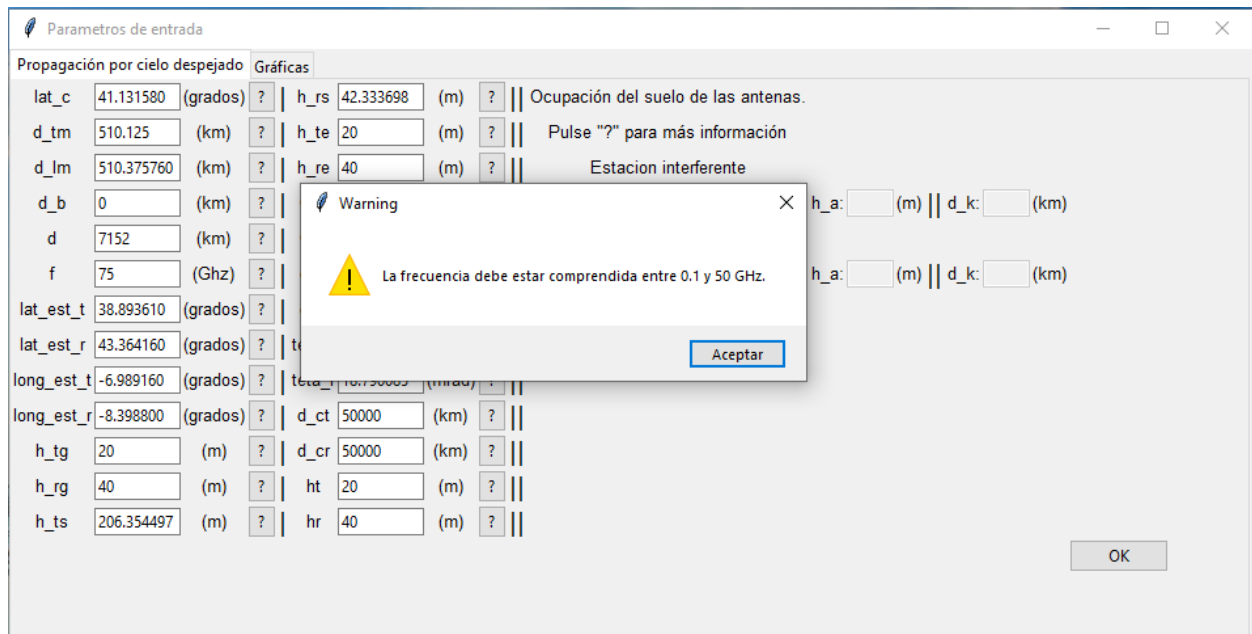 Parametros de entrada
Propagación por cielo despejado Gráficas
lat_c 41.131580 (grados) ? h_rs 42.333698 (m) ? Ocupación del suelo de las antenas.
d_tm 510.125 (km) ? h_te 20 (m) ? Pulse "?" para más información
d_lm 510.375760 (km) ? h_re 40 (m) ? Estacion interferente
d_b 0 (km) ? Warning h_a: (m) d_k: (km)
d 7152 (km) ?
f 75 (Ghz) ? La frecuencia debe estar comprendida entre 0.1 y 50 GHz. h_a: (m) d_k: (km)
lat_est_t 38.893610 (grados) ?
lat_est_r 43.364160 (grados) ? Aceptar
long_est_t -6.989160 (grados) ?
long_est_r -8.398800 (grados) ? d_ct 50000 (km) ?
h_tg 20 (m) ? d_cr 50000 (km) ?
h_rg 40 (m) ? ht 20 (m) ?
h_ts 206.354497 (m) ? hr 40 (m) ?
OK